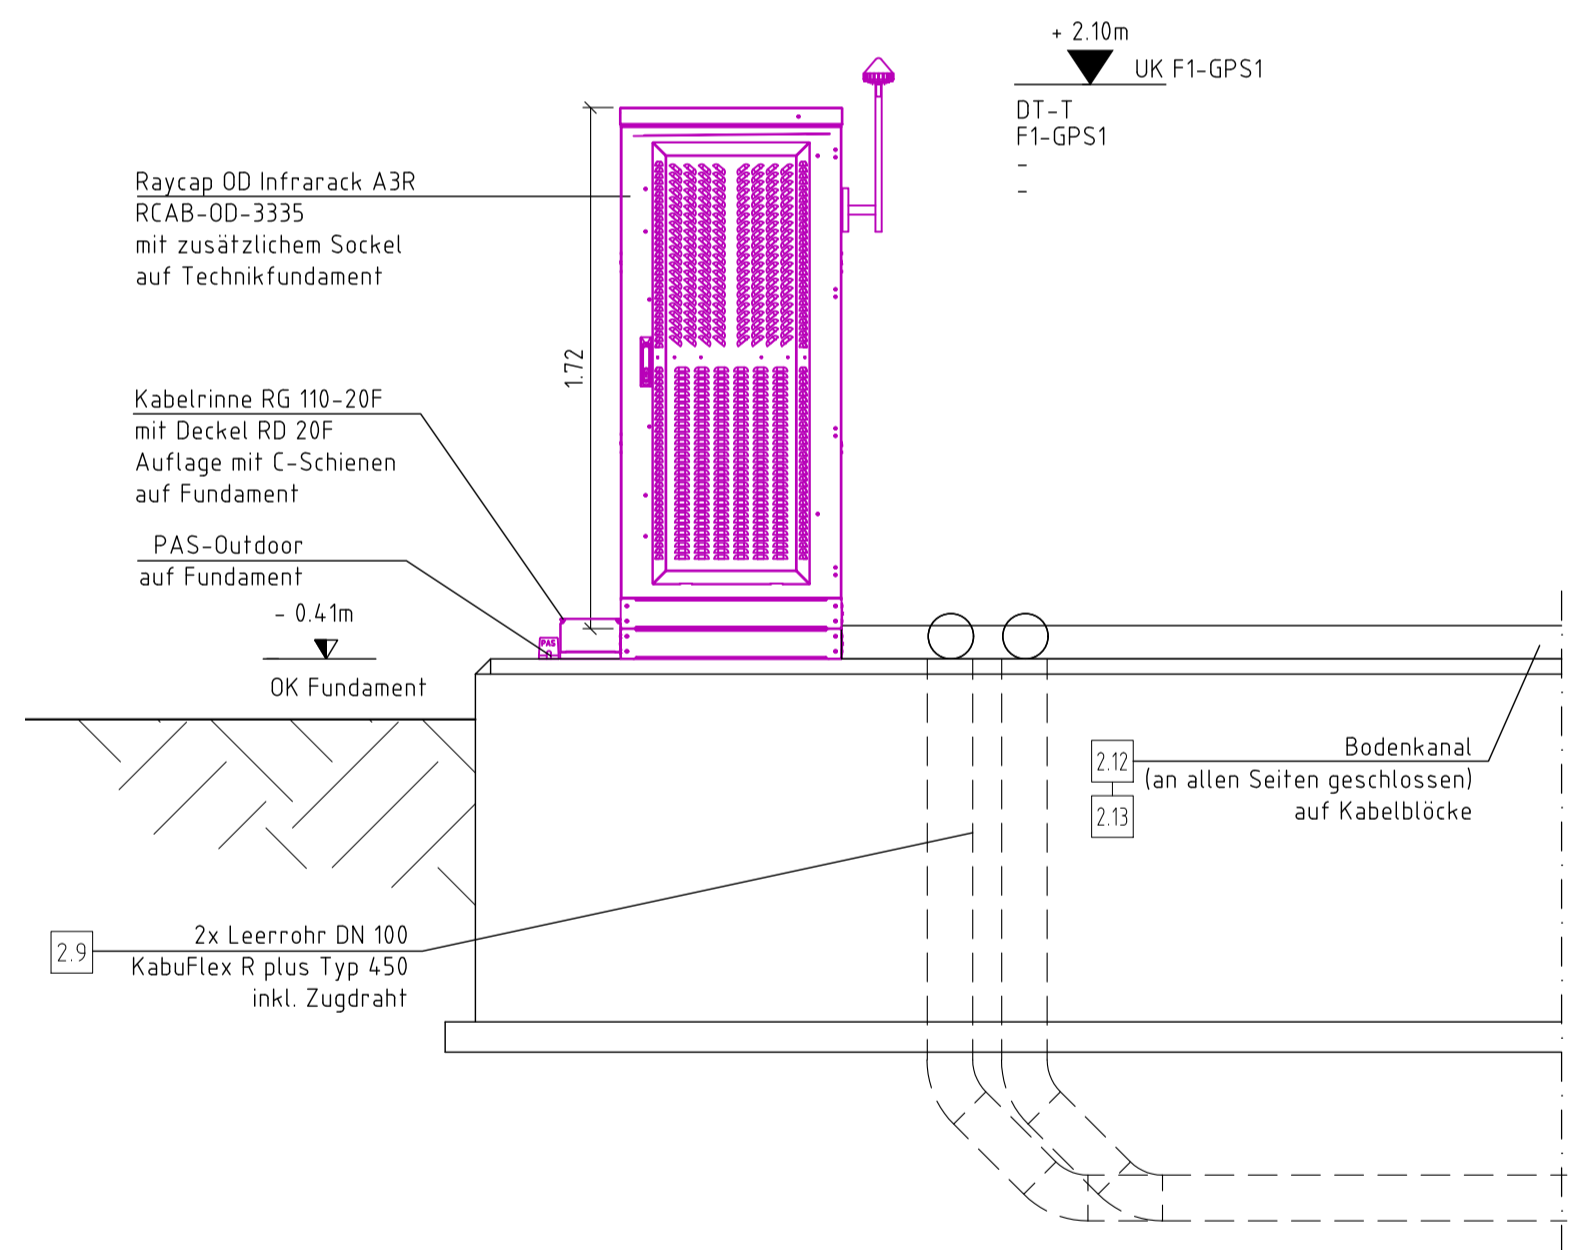 + 2.10m
UK F1-GPS1
DT-T
F1-GPS1
-
-
Raycap OD Infrarack A3R
RCAB-OD-3335
mit zusätzlichem Sockel
auf Technikfundament
1.72
Kabelrinne RG 110-20F
mit Deckel RD 20F
Auflage mit C-Schienen
auf Fundament
PAS-Outdoor
auf Fundament
- 0.41m
PAS
OK Fundament
2.12
Bodenkanal
(an allen Seiten geschlossen)
2.13
auf Kabelblöcke
2.9
2x Leerrohr DN 100
KabuFlex R plus Typ 450
inkl. Zugdraht